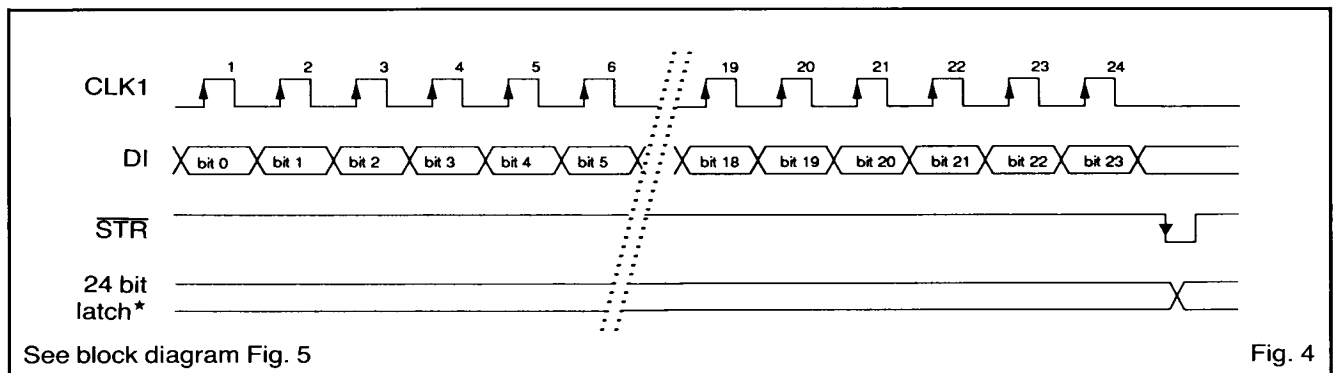 1 2 3 4 5 6 19 20 21 22 23 24
CLK1
DI bit 0 bit 1 bit 2 bit 3 bit 4 bit 5 bit 18 bit 19 bit 20 bit 21 bit 22 bit 23
STR
24 bit
latch★
See block diagram Fig. 5 Fig. 4